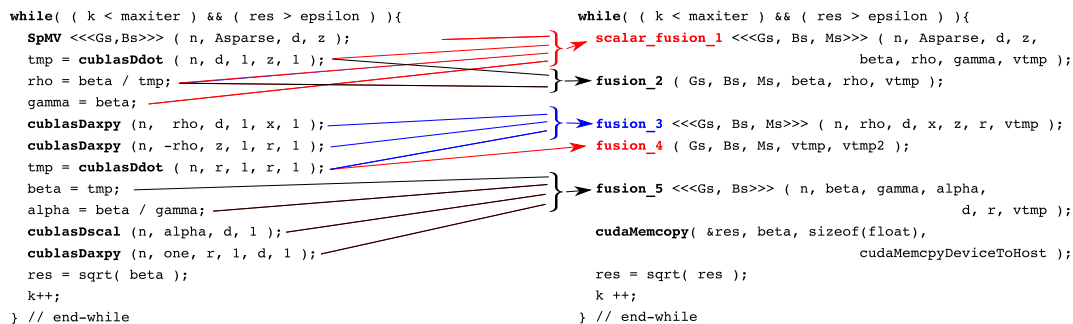 while( ( k < maxiter ) && ( res > epsilon ) ){
SpMV <<<Gs,Bs>>> ( n, Asparse, d, z );
tmp = cublasDdot ( n, d, 1, z, 1 );
rho = beta / tmp;
gamma = beta;
cublasDaxpy (n, rho, d, 1, x, 1 );
cublasDaxpy (n, -rho, z, 1, r, 1 );
tmp = cublasDdot ( n, r, 1, r, 1 );
beta = tmp;
alpha = beta / gamma;
cublasDscal (n, alpha, d, 1 );
cublasDaxpy (n, one, r, 1, d, 1 );
res = sqrt( beta );
k++;
} // end-while
while( ( k < maxiter ) && ( res > epsilon ) ){
scalar_fusion_1 <<<Gs, Bs, Ms>>> ( n, Asparse, d, z,
beta, rho, gamma, vtmp );
fusion_2 ( Gs, Bs, Ms, beta, rho, vtmp );
fusion_3 <<<Gs, Bs, Ms>>> ( n, rho, d, x, z, r, vtmp );
fusion_4 ( Gs, Bs, Ms, vtmp, vtmp2 );
fusion_5 <<<Gs, Bs>>> ( n, beta, gamma, alpha,
d, r, vtmp );
cudaMemcopy( &res, beta, sizeof(float),
cudaMemcpyDeviceToHost );
res = sqrt( res );
k ++;
} // end-while